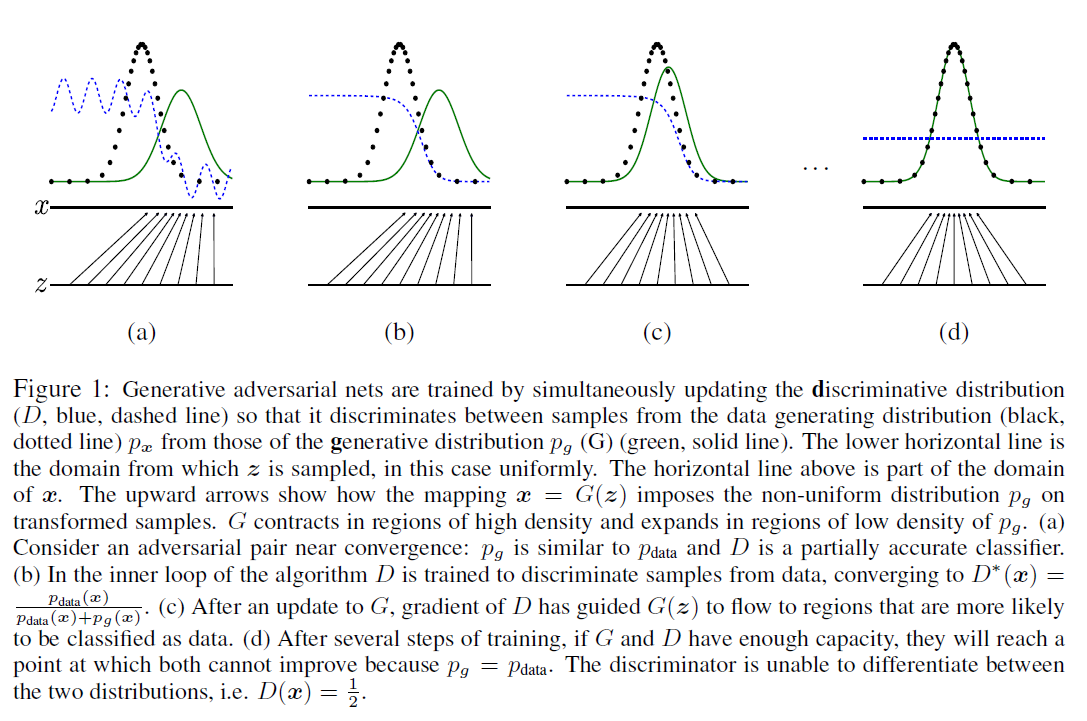 . . .
x
z
(a) (b) (c) (d)
Figure 1: Generative adversarial nets are trained by simultaneously updating the discriminative distribution
(D, blue, dashed line) so that it discriminates between samples from the data generating distribution (black,
dotted line) pₓ from those of the generative distribution p_g (G) (green, solid line). The lower horizontal line is
the domain from which z is sampled, in this case uniformly. The horizontal line above is part of the domain
of x. The upward arrows show how the mapping x = G(z) imposes the non-uniform distribution p_g on
transformed samples. G contracts in regions of high density and expands in regions of low density of p_g. (a)
Consider an adversarial pair near convergence: p_g is similar to p_data and D is a partially accurate classifier.
(b) In the inner loop of the algorithm D is trained to discriminate samples from data, converging to D*(x) =
p_data(x) / (p_data(x)+p_g(x)). (c) After an update to G, gradient of D has guided G(z) to flow to regions that are more likely
to be classified as data. (d) After several steps of training, if G and D have enough capacity, they will reach a
point at which both cannot improve because p_g = p_data. The discriminator is unable to differentiate between
the two distributions, i.e. D(x) = 1/2.